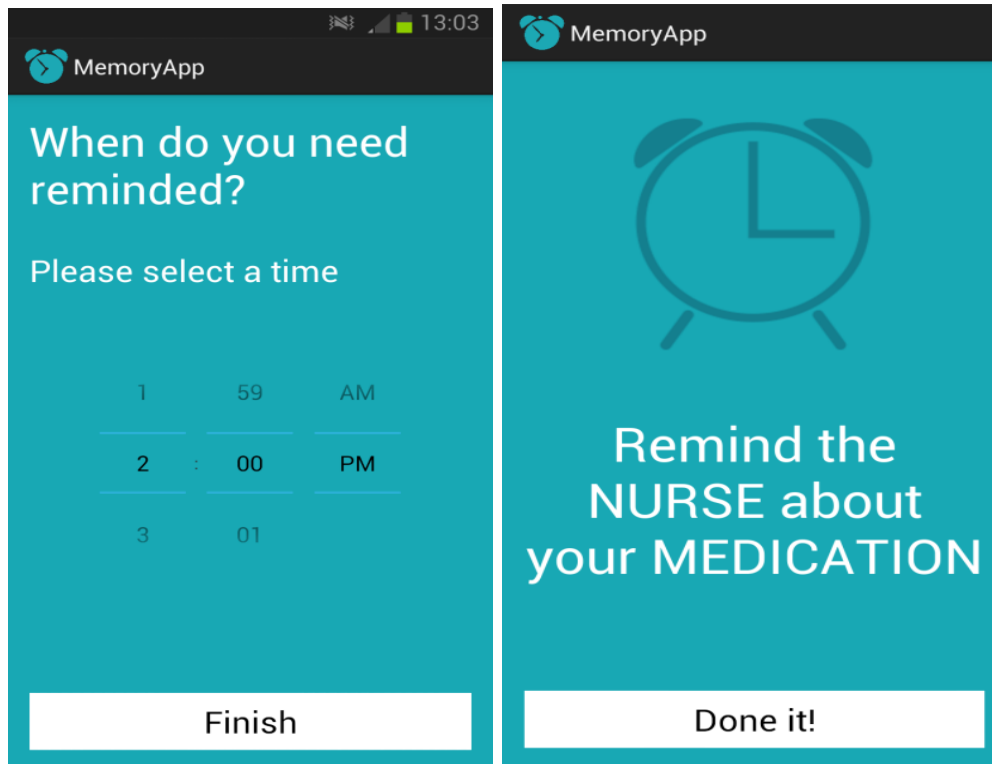 13:03
MemoryApp
When do you need
reminded?
Please select a time
1 59 AM
2 : 00 PM
3 01
Finish
MemoryApp
Remind the
NURSE about
your MEDICATION
Done it!